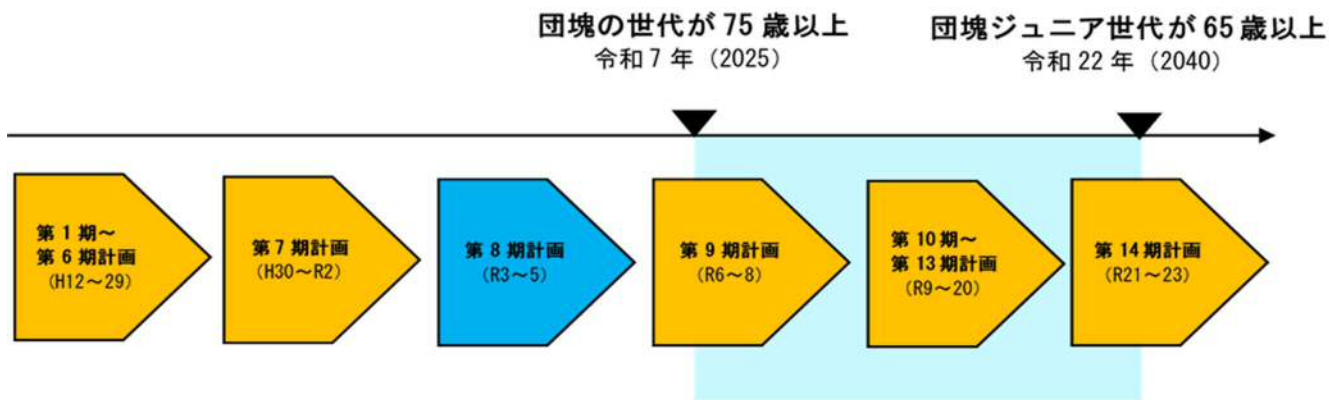 団塊の世代が 75 歳以上
令和 7 年（2025）
団塊ジュニア世代が 65 歳以上
令和 22 年（2040）
第 1 期～
第 6 期計画
（H12～29）
第 7 期計画
（H30～R2）
第 8 期計画
（R3～5）
第 9 期計画
（R6～8）
第 10 期～
第 13 期計画
（R9～20）
第 14 期計画
（R21～23）